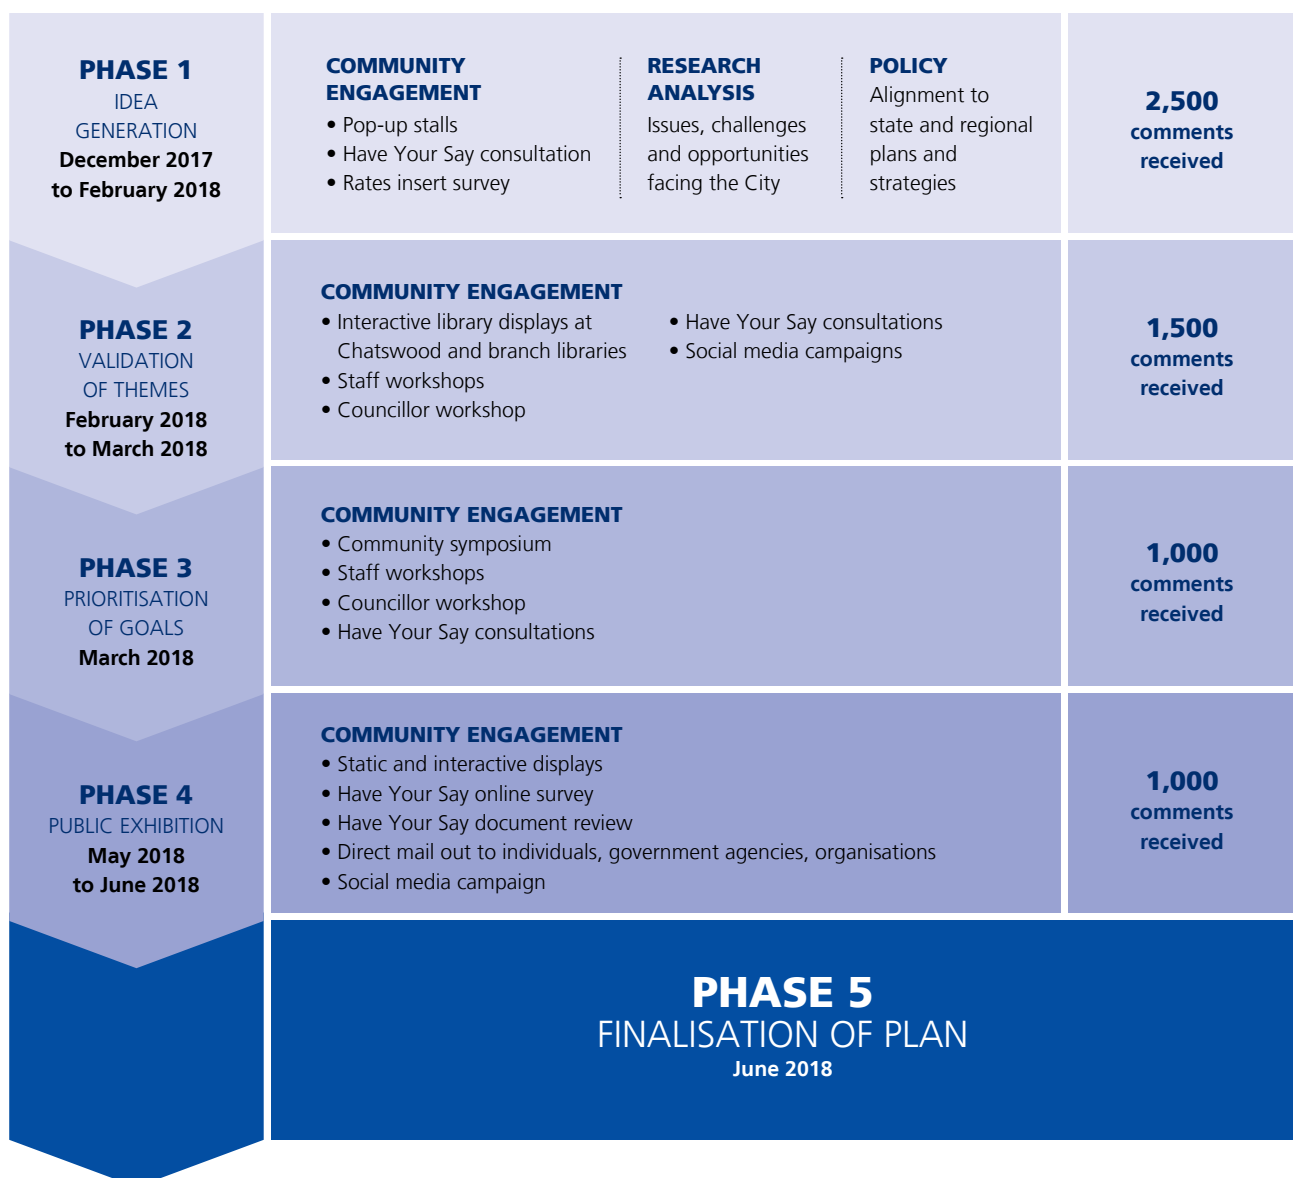 PHASE 1
IDEA
GENERATION
December 2017
to February 2018
COMMUNITY
ENGAGEMENT
• Pop-up stalls
• Have Your Say consultation
• Rates insert survey
RESEARCH
ANALYSIS
Issues, challenges
and opportunities
facing the City
POLICY
Alignment to
state and regional
plans and
strategies
2,500
comments
received
PHASE 2
VALIDATION
OF THEMES
February 2018
to March 2018
COMMUNITY ENGAGEMENT
• Interactive library displays at
Chatswood and branch libraries
• Staff workshops
• Councillor workshop
• Have Your Say consultations
• Social media campaigns
1,500
comments
received
PHASE 3
PRIORITISATION
OF GOALS
March 2018
COMMUNITY ENGAGEMENT
• Community symposium
• Staff workshops
• Councillor workshop
• Have Your Say consultations
1,000
comments
received
PHASE 4
PUBLIC EXHIBITION
May 2018
to June 2018
COMMUNITY ENGAGEMENT
• Static and interactive displays
• Have Your Say online survey
• Have Your Say document review
• Direct mail out to individuals, government agencies, organisations
• Social media campaign
1,000
comments
received
PHASE 5
FINALISATION OF PLAN
June 2018